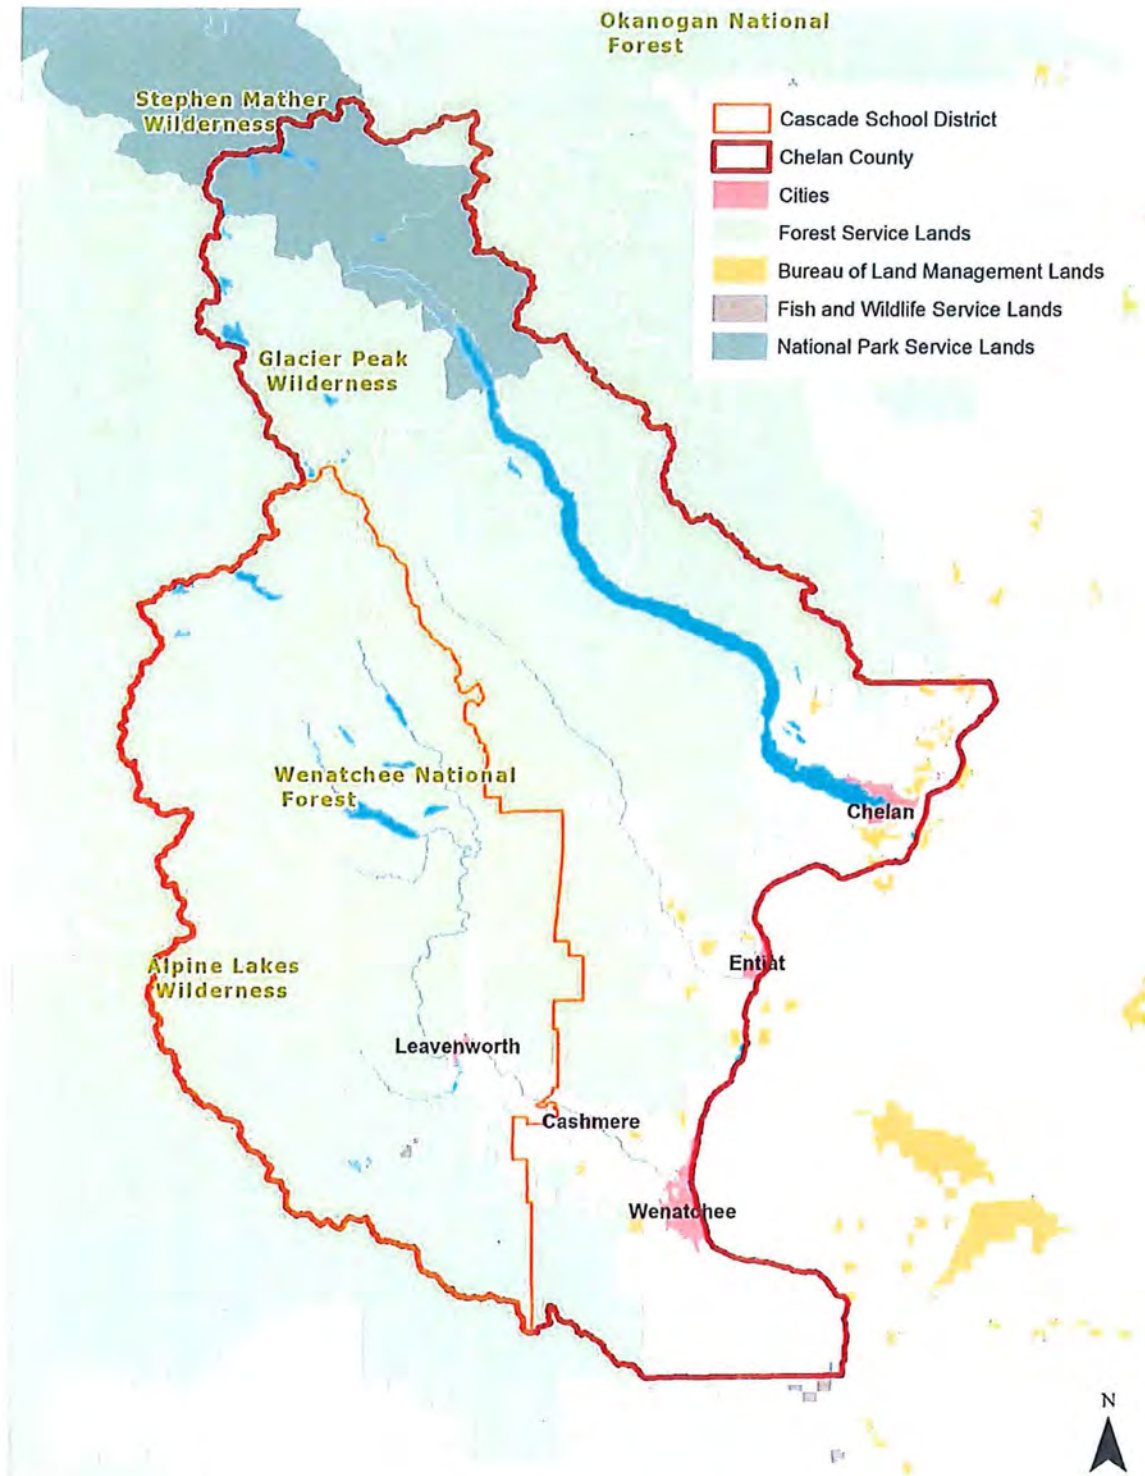 Okanogan National
Forest
Stephen Mather
Wilderness
Cascade School District
Chelan County
Cities
Forest Service Lands
Bureau of Land Management Lands
Fish and Wildlife Service Lands
National Park Service Lands
Glacier Peak
Wilderness
Wenatchee National
Forest
Chelan
Alpine Lakes
Wilderness
Entiat
Leavenworth
Cashmere
Wenatchee
N